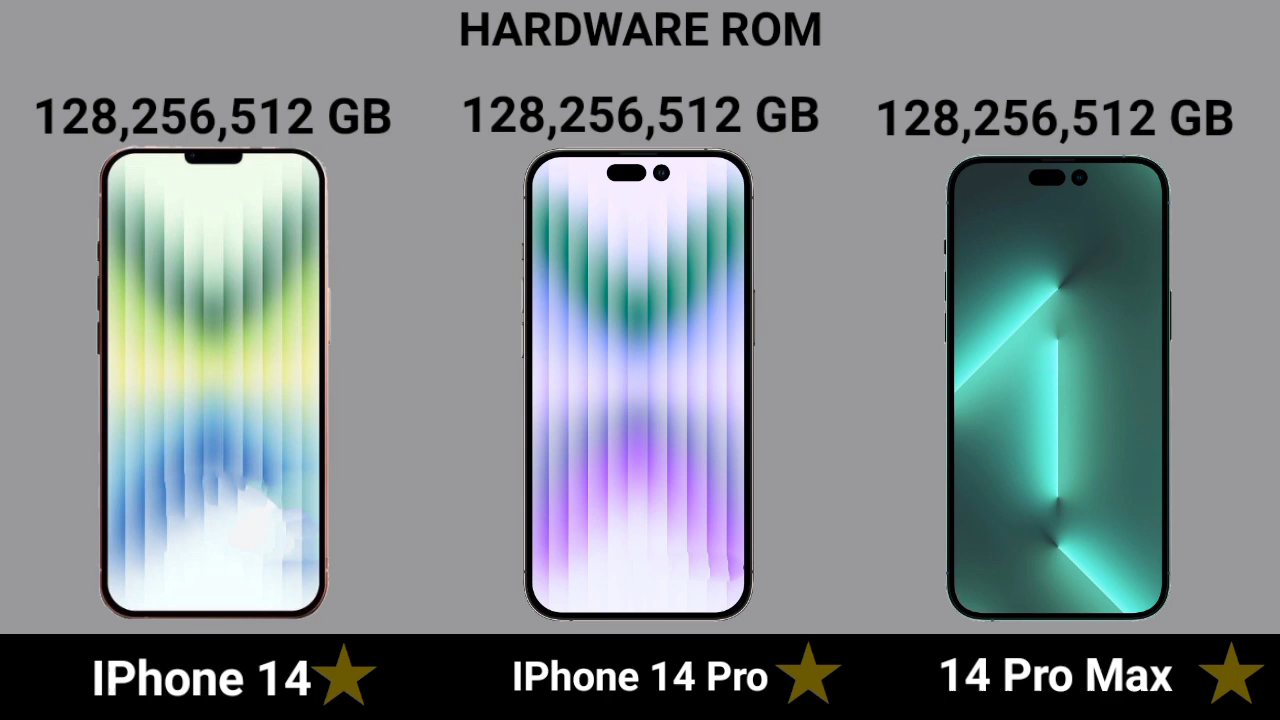 HARDWARE ROM
128,256,512 GB
128,256,512 GB
128,256,512 GB
IPhone 14
IPhone 14 Pro
14 Pro Max